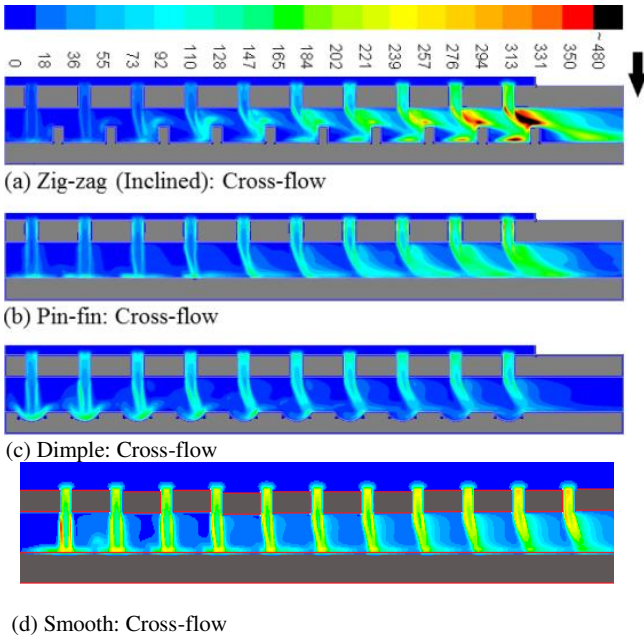 0 18 36 55 73 92 110 129 147 165 184 202 221 239 257 276 294 313 331 350 ~480
(a) Zig-zag (Inclined): Cross-flow
(b) Pin-fin: Cross-flow
(c) Dimple: Cross-flow
(d) Smooth: Cross-flow